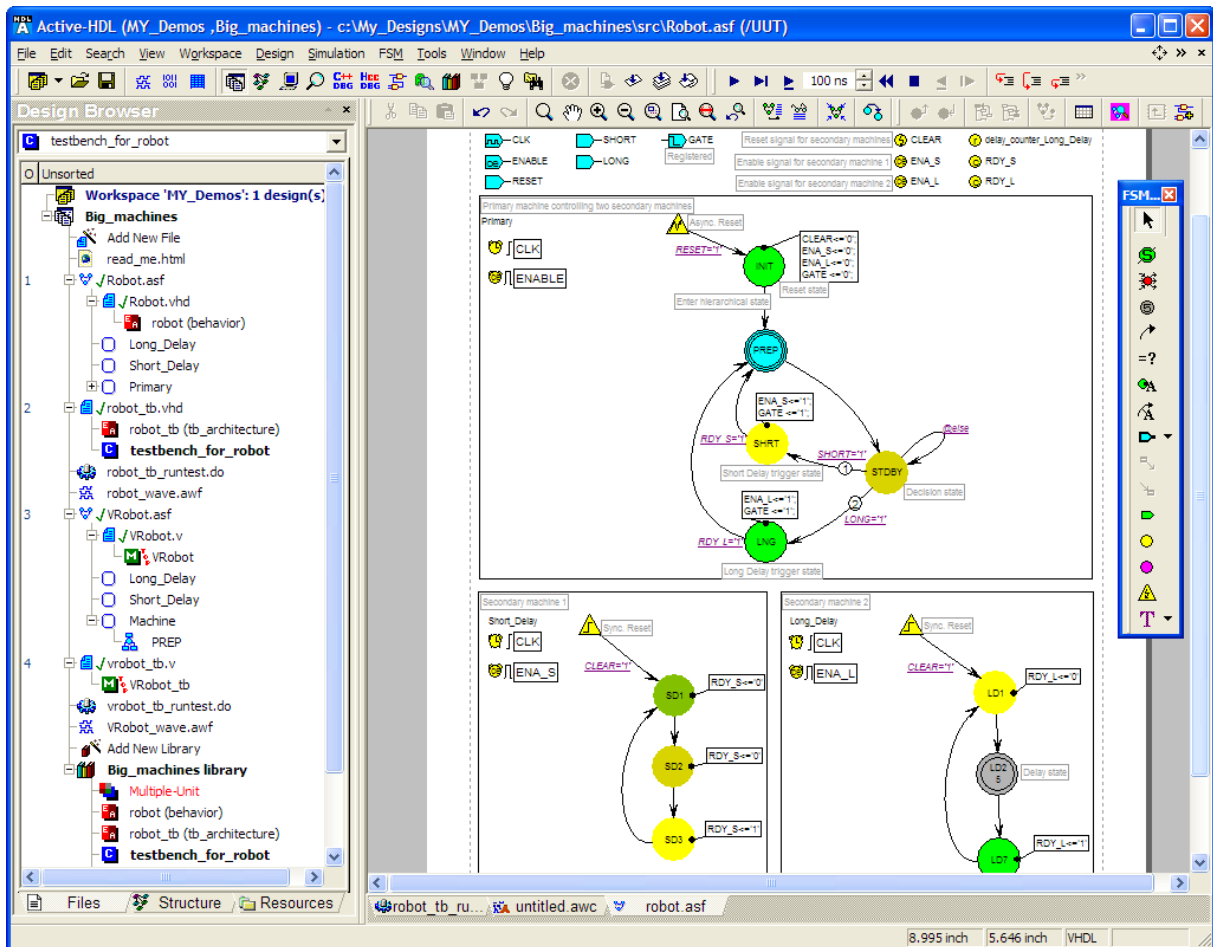 Active-HDL (MY_Demos ,Big_machines) - c:\My_Designs\MY_Demos\Big_machines\src\Robot.asf (/UUT)
File Edit Search View Workspace Design Simulation FSM Tools Window Help
C++ DBG HDE DBG 100 ns
Design Browser
testbench_for_robot
O Unsorted
Workspace 'MY_Demos': 1 design(s)
Big_machines
Add New File
read_me.html
1 Robot.asf
Robot.vhd
robot (behavior)
Long_Delay
Short_Delay
Primary
2 robot_tb.vhd
robot_tb (tb_architecture)
testbench_for_robot
robot_tb_runtest.do
robot_wave.awf
3 VRobot.asf
VRobot.v
VRobot
Long_Delay
Short_Delay
Machine
PREP
4 vrobot_tb.v
VRobot_tb
vrobot_tb_runtest.do
VRobot_wave.awf
Add New Library
Big_machines library
Multiple-Unit
robot (behavior)
robot_tb (tb_architecture)
testbench_for_robot
Files Structure Resources
CLK SHORT GATE Reset signal for secondary machines CLEAR delay_counter_Long_Delay
ENABLE LONG Registered Enable signal for secondary machine 1 ENA_S RDY_S
RESET Enable signal for secondary machine 2 ENA_L RDY_L
Primary machine controlling two secondary machines
Primary
CLK
ENABLE
Async. Reset
RESET='1'
INIT
CLEAR<='0';
ENA_S<='0';
ENA_L<='0';
GATE <='0';
Reset state
Enter hierarchical state
PREP
ENA_S<='1';
GATE <='1';
RDY_S='1'
SHRT
SHORT='1'
@else
1
STDBY
Short Delay trigger state
Decision state
ENA_L<='1';
GATE <='1';
2
LONG='1'
RDY_L='1'
LNG
Long Delay trigger state
Secondary machine 1
Short_Delay
CLK
ENA_S
Sync. Reset
CLEAR='1'
SD1
RDY_S<='0'
SD2
RDY_S<='0'
SD3
RDY_S<='1'
Secondary machine 2
Long_Delay
CLK
ENA_L
Sync. Reset
CLEAR='1'
LD1
RDY_L<='0'
LD2
5
Delay state
LD7
RDY_L<='1'
FSM...
S
5
=?
A
A
T
robot_tb_ru... untitled.awc robot.asf
8.995 inch 5.646 inch VHDL